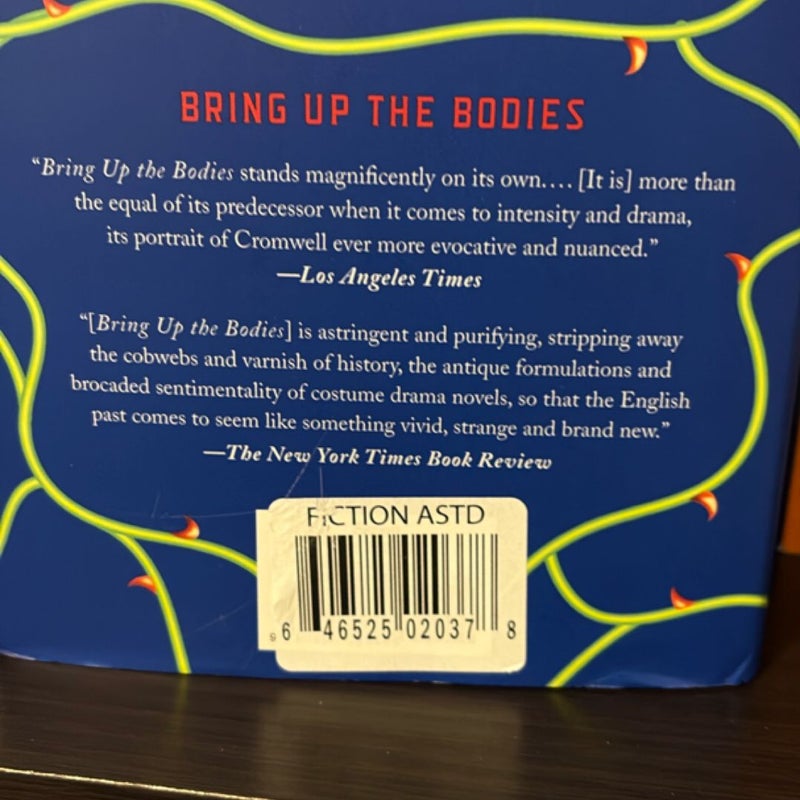 BRING UP THE BODIES
“Bring Up the Bodies stands magnificently on its own.... [It is] more than
the equal of its predecessor when it comes to intensity and drama,
its portrait of Cromwell ever more evocative and nuanced.”
—Los Angeles Times
“[Bring Up the Bodies] is astringent and purifying, stripping away
the cobwebs and varnish of history, the antique formulations and
brocaded sentimentality of costume drama novels, so that the English
past comes to seem like something vivid, strange and brand new.”
—The New York Times Book Review
FICTION ASTD
9 6 46525 02037 8